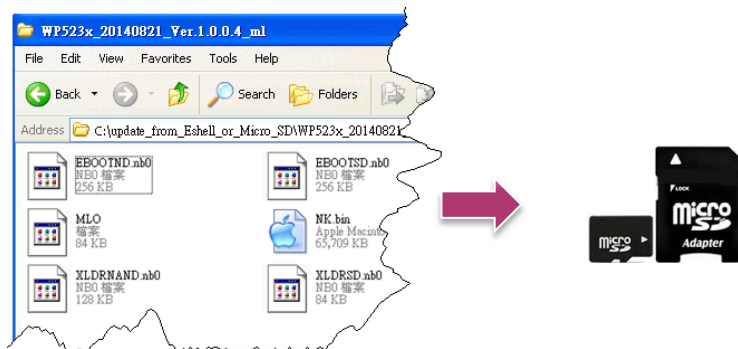 WP523x_20140821_Ver.1.0.0.4_ml
File Edit View Favorites Tools Help
Back Search Folders
Address C:\update_from_Eshell_or_Micro_SD\WP523x_20140821
EBOOTND.nb0
NB0 檔案
256 KB
EBOOTSD.nb0
NB0 檔案
256 KB
MLO
檔案
84 KB
NK.bin
Apple
65,709 KB
XLDRNAND.nb0
NB0 檔案
128 KB
XLDRSD.nb0
NB0 檔案
84 KB
micro
SD
LOCK
micro
SD
Adapter